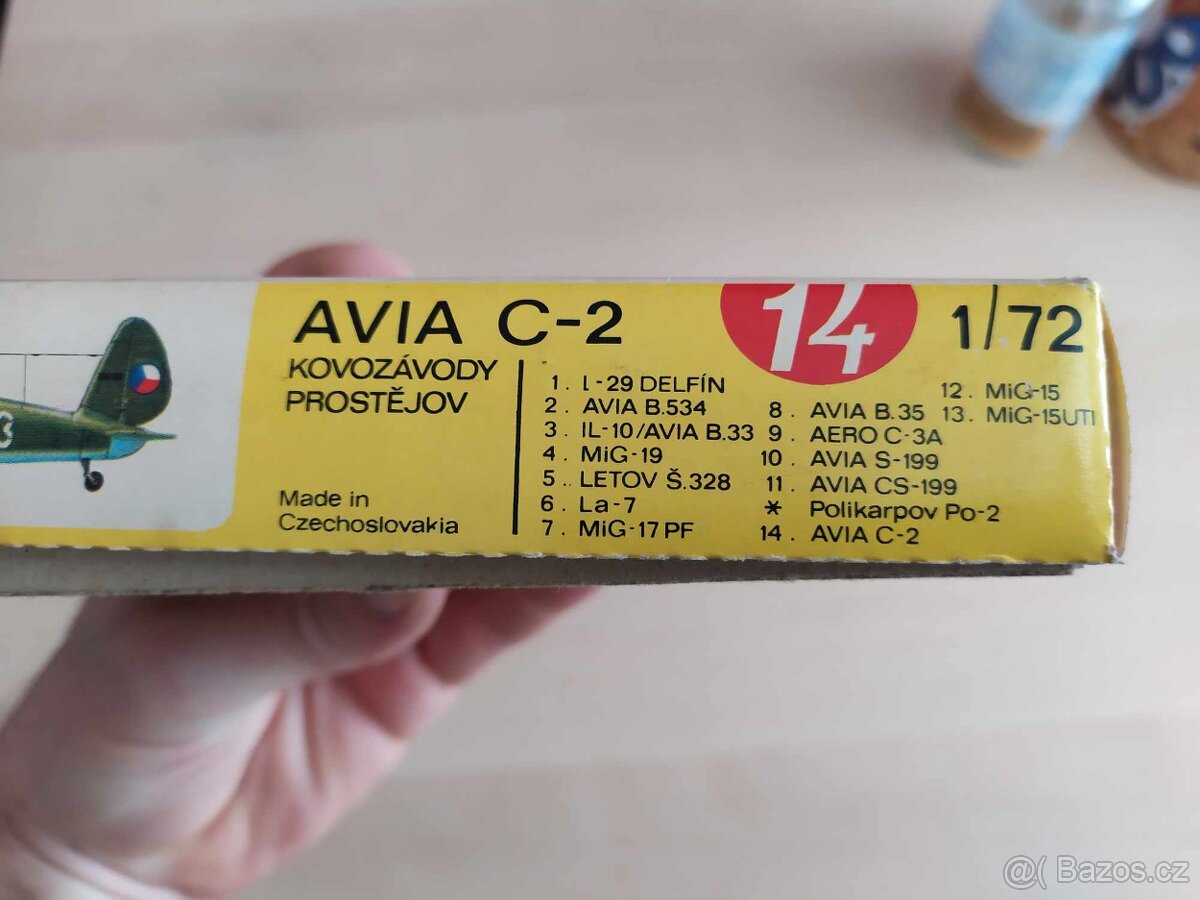 AVIA C-2
KOVOZÁVODY
PROSTĚJOV
Made in
Czechoslovakia
14
1/72
1. L-29 DELFÍN
2. AVIA B.534
3. IL-10/AVIA B.33
4. MiG-19
5. LETOV Š.328
6. La-7
7. MiG-17 PF
8. AVIA B.35
9. AERO C-3A
10. AVIA S-199
11. AVIA CS-199
* Polikarpov Po-2
14. AVIA C-2
12. MiG-15
13. MiG-15UTI
3
@( Bazos.cz